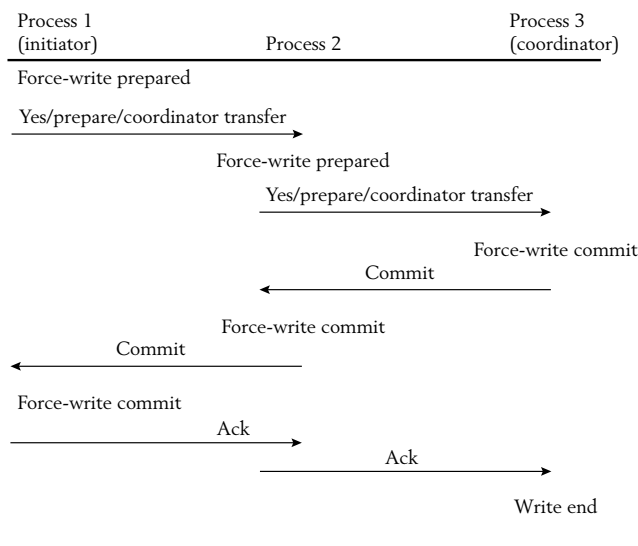 Process 1
(initiator)
Process 2
Process 3
(coordinator)
Force-write prepared
Yes/prepare/coordinator transfer
Force-write prepared
Yes/prepare/coordinator transfer
Force-write commit
Commit
Force-write commit
Commit
Force-write commit
Ack
Ack
Write end